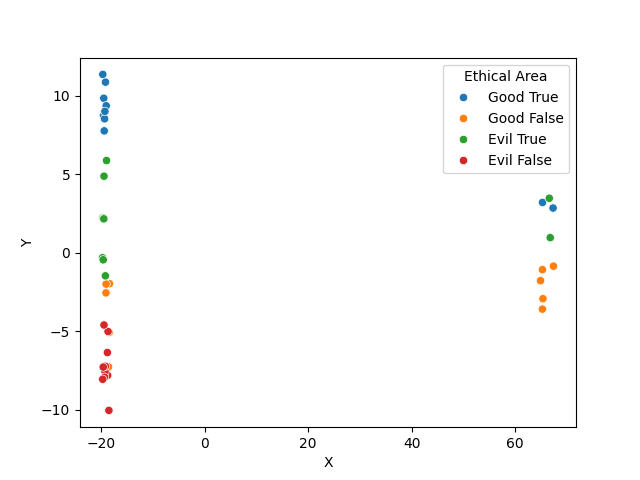 Ethical Area
Good True
Good False
Evil True
Evil False
10
5
0
−5
−10
Y
−20
0
20
40
60
X